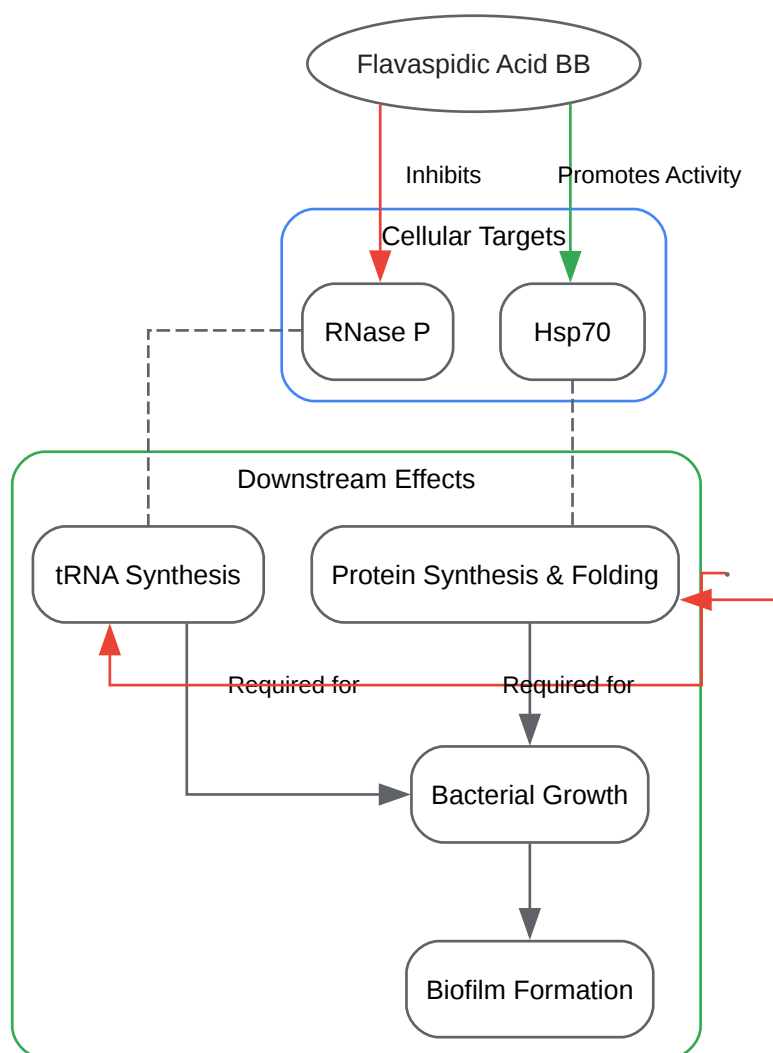 Flavaspidic Acid BB
Inhibits
Promotes Activity
Cellular Targets
RNase P
Hsp70
Downstream Effects
tRNA Synthesis
Protein Synthesis & Folding
Required for
Required for
Bacterial Growth
Biofilm Formation